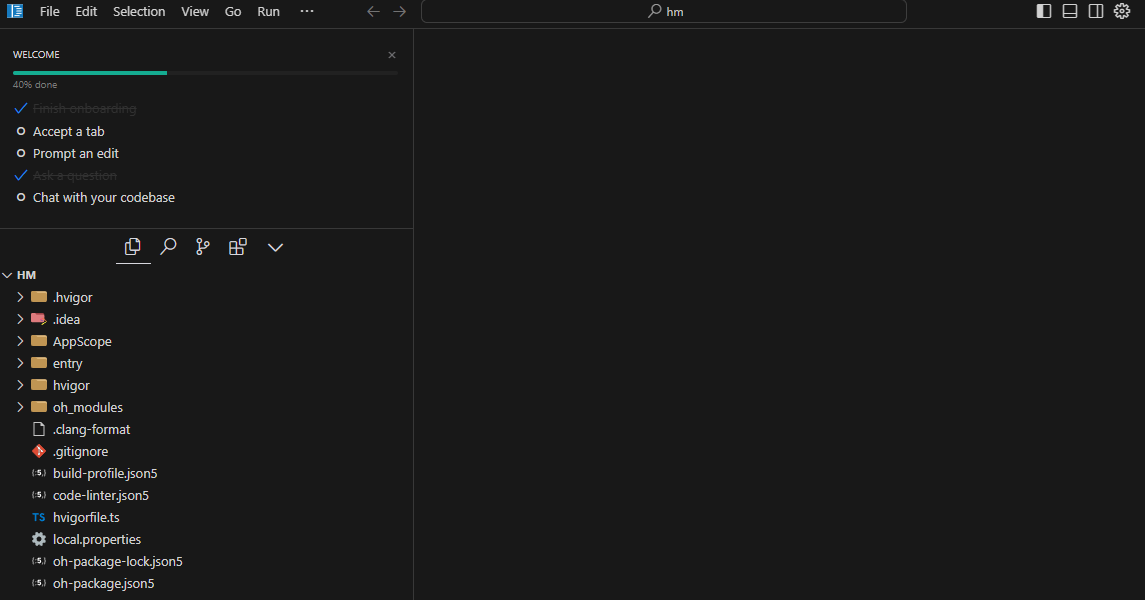 File Edit Selection View Go Run ···
hm
WELCOME
40% done
Finish onboarding
Accept a tab
Prompt an edit
Ask a question
Chat with your codebase
HM
.hvigor
.idea
AppScope
entry
hvigor
oh_modules
.clang-format
.gitignore
build-profile.json5
code-linter.json5
TS hvigorfile.ts
local.properties
oh-package-lock.json5
oh-package.json5